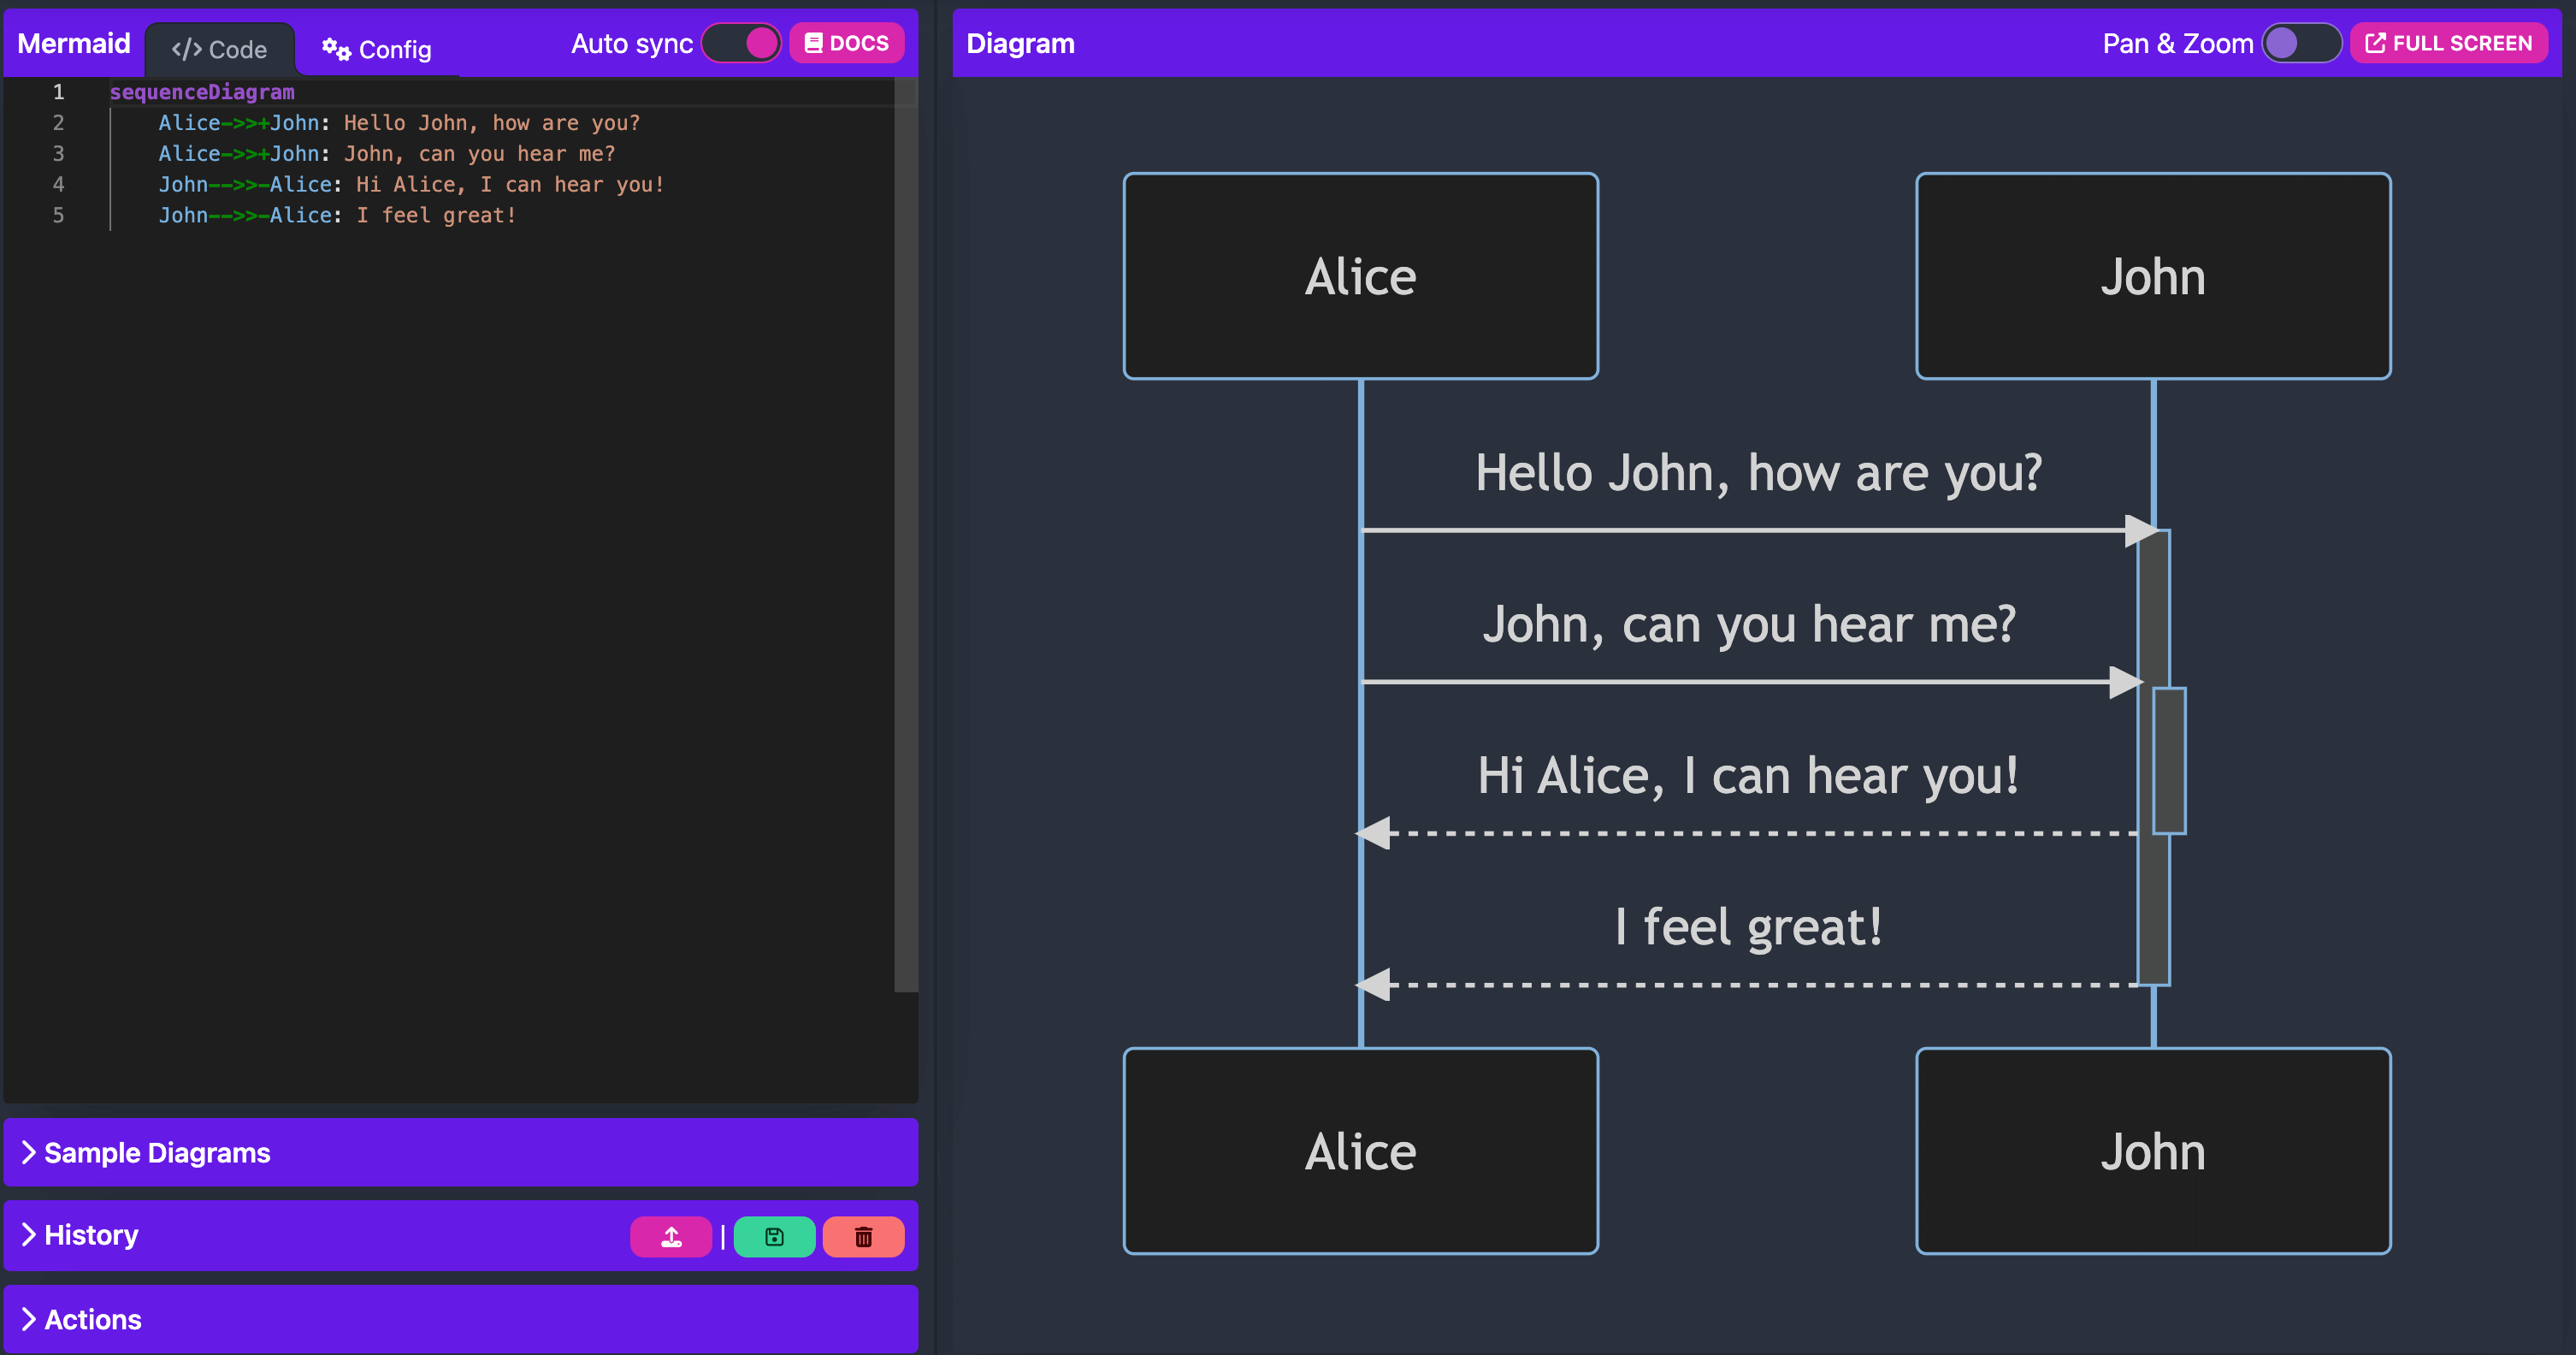 Mermaid </> Code Config Auto sync DOCS
1 sequenceDiagram
2 Alice->>+John: Hello John, how are you?
3 Alice->>+John: John, can you hear me?
4 John-->>-Alice: Hi Alice, I can hear you!
5 John-->>-Alice: I feel great!
Sample Diagrams
History
Actions
Diagram Pan & Zoom FULL SCREEN
Alice John
Hello John, how are you?
John, can you hear me?
Hi Alice, I can hear you!
I feel great!
Alice John